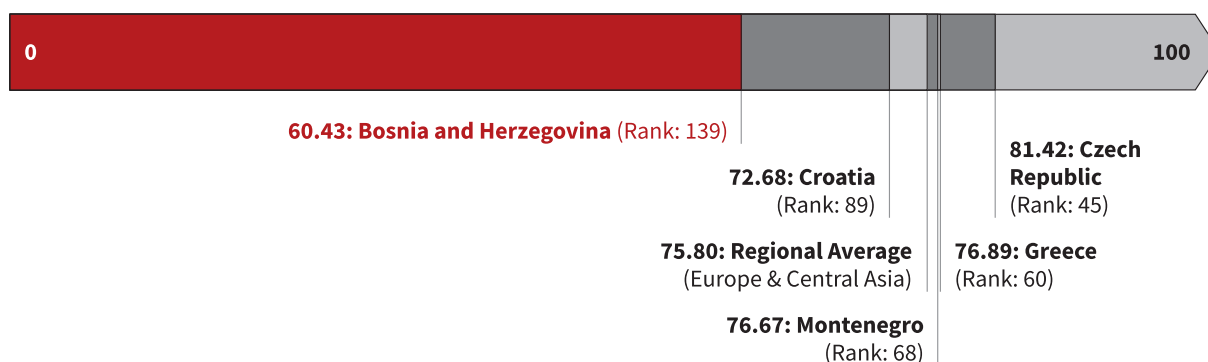 0
100
60.43: Bosnia and Herzegovina (Rank: 139)
81.42: Czech
Republic
(Rank: 45)
72.68: Croatia
(Rank: 89)
75.80: Regional Average
(Europe & Central Asia)
76.89: Greece
(Rank: 60)
76.67: Montenegro
(Rank: 68)